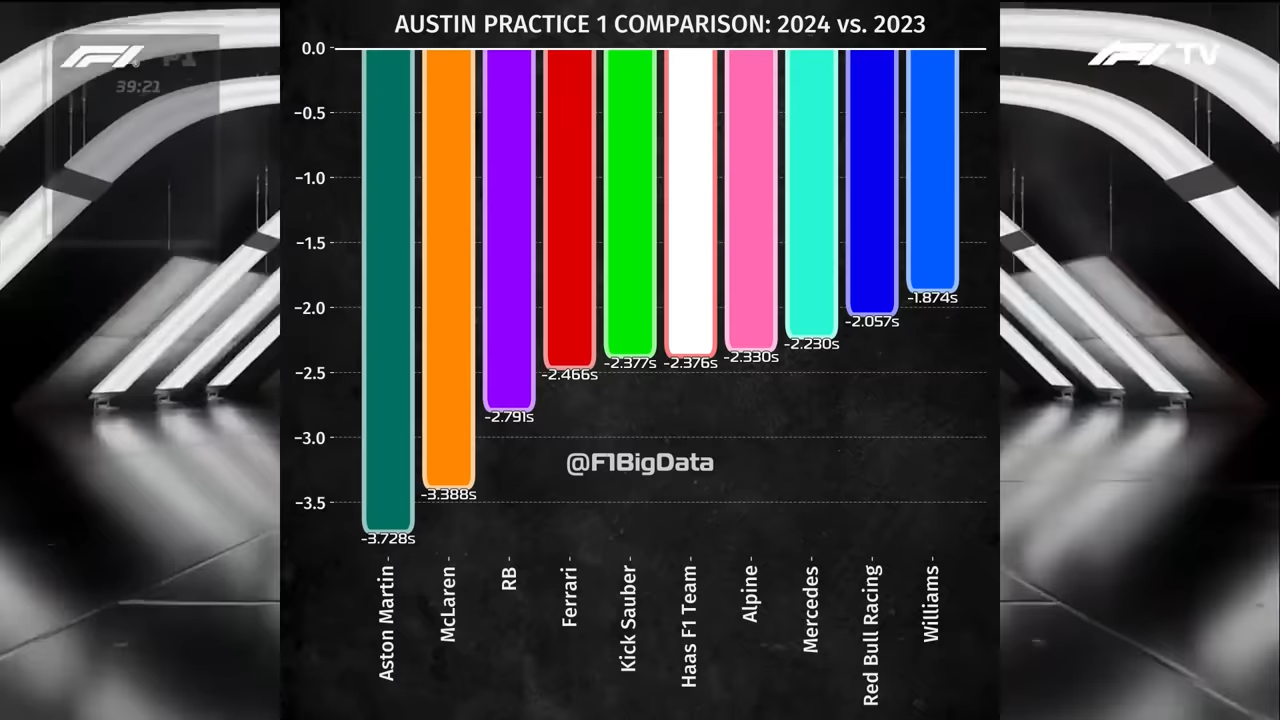 AUSTIN PRACTICE 1 COMPARISON: 2024 vs. 2023
F1
P1
39:21
F1 TV
0.0
−0.5
−1.0
−1.5
−2.0
−2.5
−3.0
−3.5
-3.728s
-3.388s
-2.791s
-2.466s
-2.377s
-2.376s
-2.330s
-2.230s
-2.057s
-1.874s
@F1BigData
Aston Martin
McLaren
RB
Ferrari
Kick Sauber
Haas F1 Team
Alpine
Mercedes
Red Bull Racing
Williams